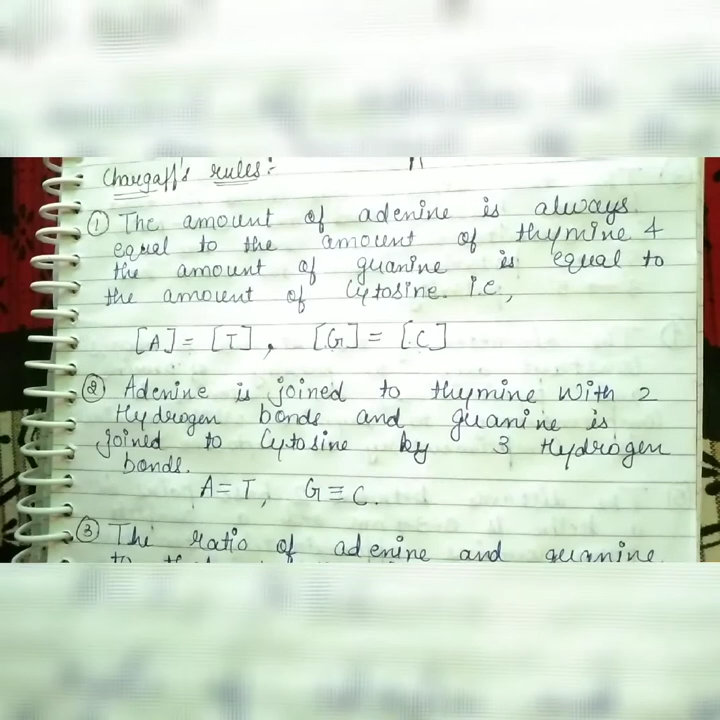 Chargaff's rules:-
① The amount of adenine is always
equal to the amount of thymine &
the amount of guanine is equal to
the amount of Cytosine. i.e.,
[A] = [T], [G] = [C]
② Adenine is joined to thymine with 2
Hydrogen bonds and guanine is
joined to Cytosine by 3 Hydrogen
bonds.
A=T, G≡C.
③ The ratio of adenine and guanine
to